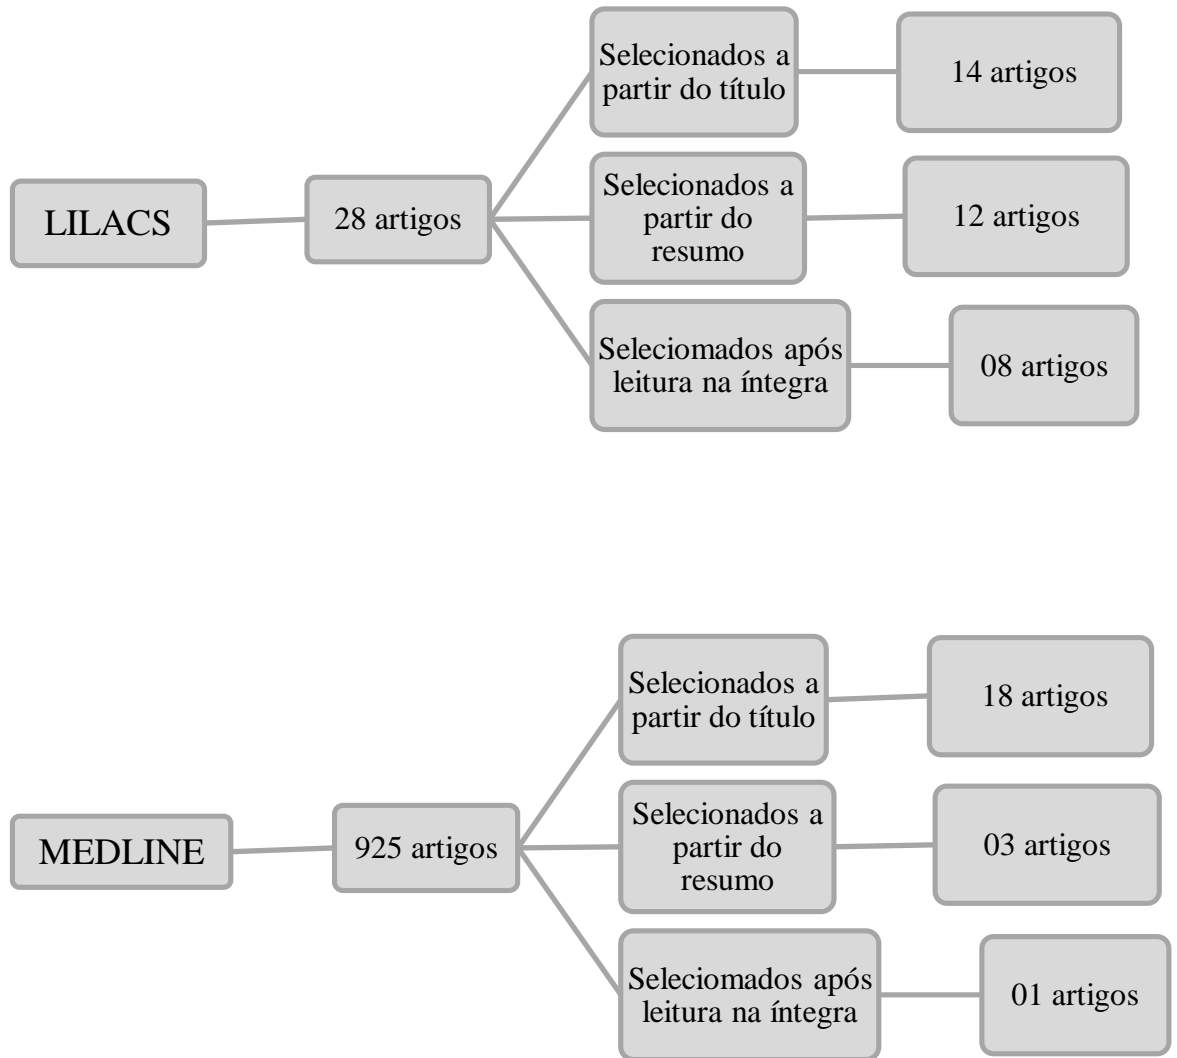 LILACS
28 artigos
Selecionados a
partir do título
14 artigos
Selecionados a
partir do
resumo
12 artigos
Seleciomados após
leitura na íntegra
08 artigos
MEDLINE
925 artigos
Selecionados a
partir do título
18 artigos
Selecionados a
partir do
resumo
03 artigos
Seleciomados após
leitura na íntegra
01 artigos